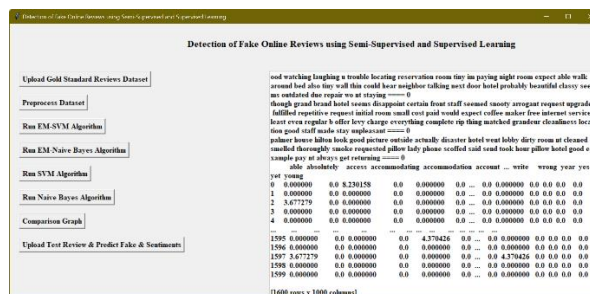 Detection of Fake Online Reviews using Semi-Supervised and Supervised Learning
Detection of Fake Online Reviews using Semi-Supervised and Supervised Learning
Upload Gold Standard Reviews Dataset
Preprocess Dataset
Run EM-SVM Algorithm
Run EM-Naive Bayes Algorithm
Run SVM Algorithm
Run Naive Bayes Algorithm
Comparison Graph
Upload Test Review & Predict Fake & Sentiments
ood watching laughing u trouble locating reservation room tiny im paying night room expect able walk
around bed also tiny wall thin could hear neighbor talking next door hotel probably beautiful classy see
ms outdated due repair wo nt staying ==== 0
though grand brand hotel seems disappoint certain front staff seemed snooty arrogant request upgrade
fulfilled repetitive request initial room small cost paid would expect coffee maker free internet service
least even regular b offer levy charge everything complete rip thing matched grandeur cleanliness loca
tion good staff made stay unpleasant ==== 0
palmer house hilton look good picture outside actually disaster hotel went lobby dirty room nt cleaned
smelled thoroughly smoke requested pillow lady phone scoffed said send took hour pillow hotel good e
xample pay nt always get returning ==== 0
able absolutely access accommodating accommodation account ... write wrong year yes
yet young
0 0.000000 0.0 8.230158 0.0 0.000000 0.0 ... 0.0 0.000000 0.0 0.0 0.0 0.0
1 0.000000 0.0 0.000000 0.0 0.000000 0.0 ... 0.0 0.000000 0.0 0.0 0.0 0.0
2 3.677279 0.0 0.000000 0.0 0.000000 0.0 ... 0.0 0.000000 0.0 0.0 0.0 0.0
3 0.000000 0.0 0.000000 0.0 0.000000 0.0 ... 0.0 0.000000 0.0 0.0 0.0 0.0
4 0.000000 0.0 0.000000 0.0 0.000000 0.0 ... 0.0 0.000000 0.0 0.0 0.0 0.0
... ... ... ... ... ... ... ... ... ... ... ... ...
1595 0.000000 0.0 0.000000 0.0 4.370426 0.0 ... 0.0 0.000000 0.0 0.0 0.0 0.0
1596 0.000000 0.0 0.000000 0.0 0.000000 0.0 ... 0.0 0.000000 0.0 0.0 0.0 0.0
1597 3.677279 0.0 0.000000 0.0 0.000000 0.0 ... 0.0 4.370426 0.0 0.0 0.0 0.0
1598 0.000000 0.0 0.000000 0.0 0.000000 0.0 ... 0.0 0.000000 0.0 0.0 0.0 0.0
1599 0.000000 0.0 0.000000 0.0 0.000000 0.0 ... 0.0 0.000000 0.0 0.0 0.0 0.0
[1600 rows x 1000 columns]